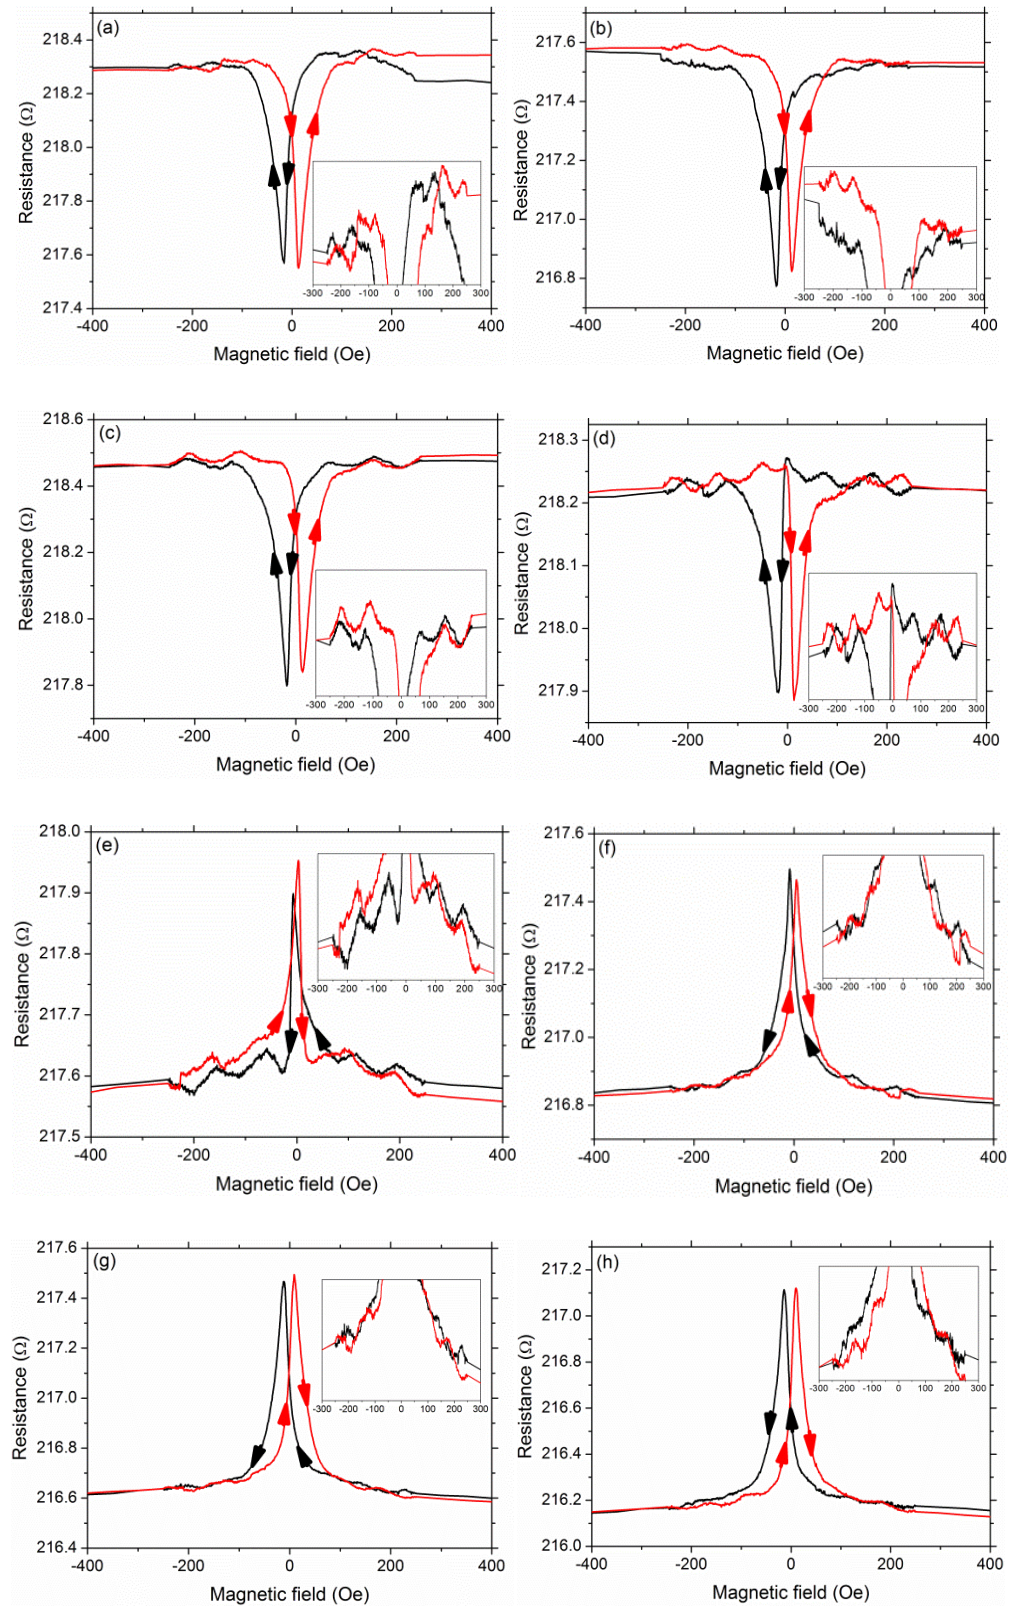 (a)
Resistance (Ω)
218.4
218.2
218.0
217.8
217.6
217.4
-300 -200 -100 0 100 200 300
-400 -200 0 200 400
Magnetic field (Oe)
(b)
Resistance (Ω)
217.6
217.4
217.2
217.0
216.8
-300 -200 -100 0 100 200 300
-400 -200 0 200 400
Magnetic field (Oe)
(c)
Resistance (Ω)
218.6
218.4
218.2
218.0
217.8
-300 -200 -100 0 100 200 300
-400 -200 0 200 400
Magnetic field (Oe)
(d)
Resistance (Ω)
218.3
218.2
218.1
218.0
217.9
-300 -200 -100 0 100 200 300
-400 -200 0 200 400
Magnetic field (Oe)
(e)
Resistance (Ω)
218.0
217.9
217.8
217.7
217.6
217.5
-300 -200 -100 0 100 200 300
-400 -200 0 200 400
Magnetic field (Oe)
(f)
Resistance (Ω)
217.6
217.4
217.2
217.0
216.8
-300 -200 -100 0 100 200 300
-400 -200 0 200 400
Magnetic field (Oe)
(g)
Resistance (Ω)
217.6
217.4
217.2
217.0
216.8
216.6
216.4
-300 -200 -100 0 100 200 300
-400 -200 0 200 400
Magnetic field (Oe)
(h)
Resistance (Ω)
217.2
217.0
216.8
216.6
216.4
216.2
216.0
-300 -200 -100 0 100 200 300
-400 -200 0 200 400
Magnetic field (Oe)